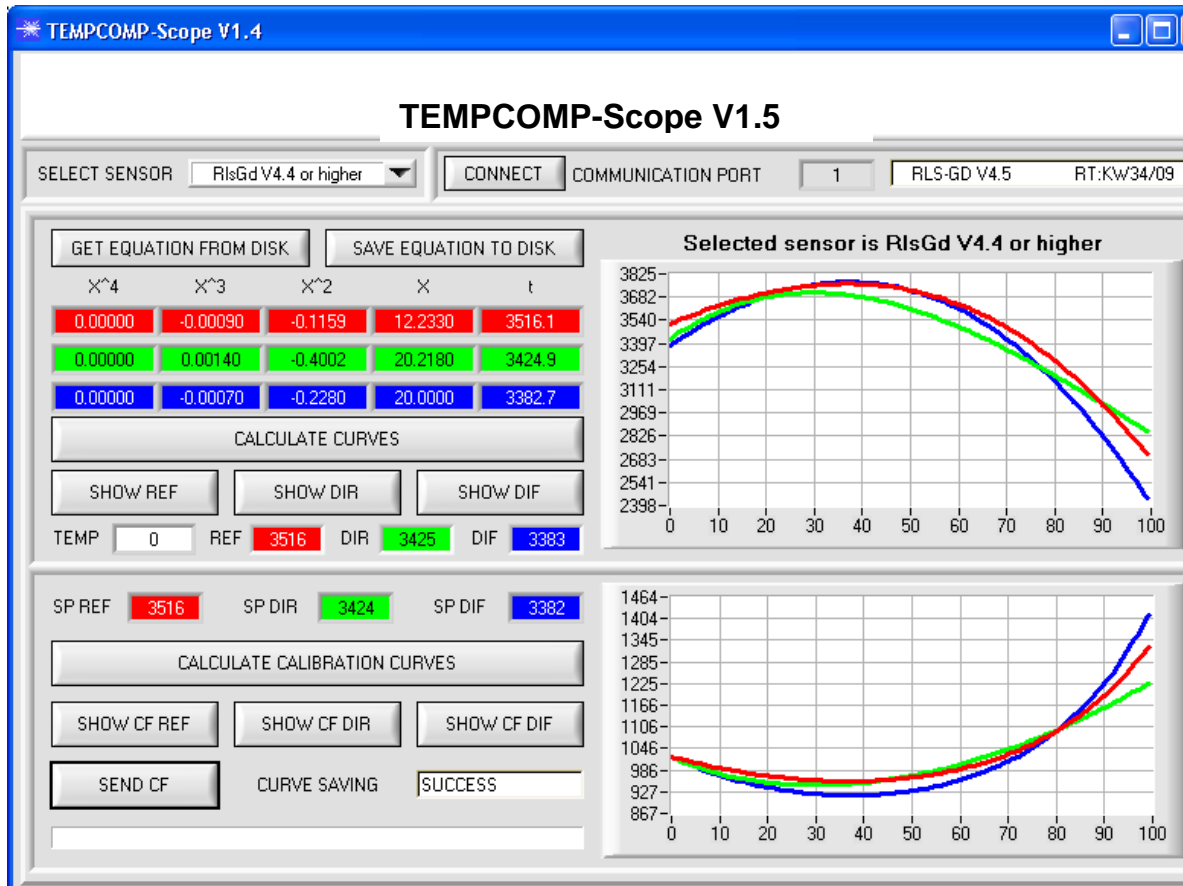 TEMPCOMP-Scope V1.4
TEMPCOMP-Scope V1.5
SELECT SENSOR RlsGd V4.4 or higher CONNECT COMMUNICATION PORT 1 RLS-GD V4.5 RT:KW34/09
GET EQUATION FROM DISK SAVE EQUATION TO DISK
X^4 X^3 X^2 X t
0.00000 -0.00090 -0.1159 12.2330 3516.1
0.00000 0.00140 -0.4002 20.2180 3424.9
0.00000 -0.00070 -0.2280 20.0000 3382.7
CALCULATE CURVES
SHOW REF SHOW DIR SHOW DIF
TEMP 0 REF 3516 DIR 3425 DIF 3383
Selected sensor is RlsGd V4.4 or higher
3825
3682
3540
3397
3254
3111
2969
2826
2683
2541
2398
0 10 20 30 40 50 60 70 80 90 100
SP REF 3516 SP DIR 3424 SP DIF 3382
CALCULATE CALIBRATION CURVES
SHOW CF REF SHOW CF DIR SHOW CF DIF
SEND CF CURVE SAVING SUCCESS
1464
1404
1345
1285
1225
1166
1106
1046
986
927
867
0 10 20 30 40 50 60 70 80 90 100